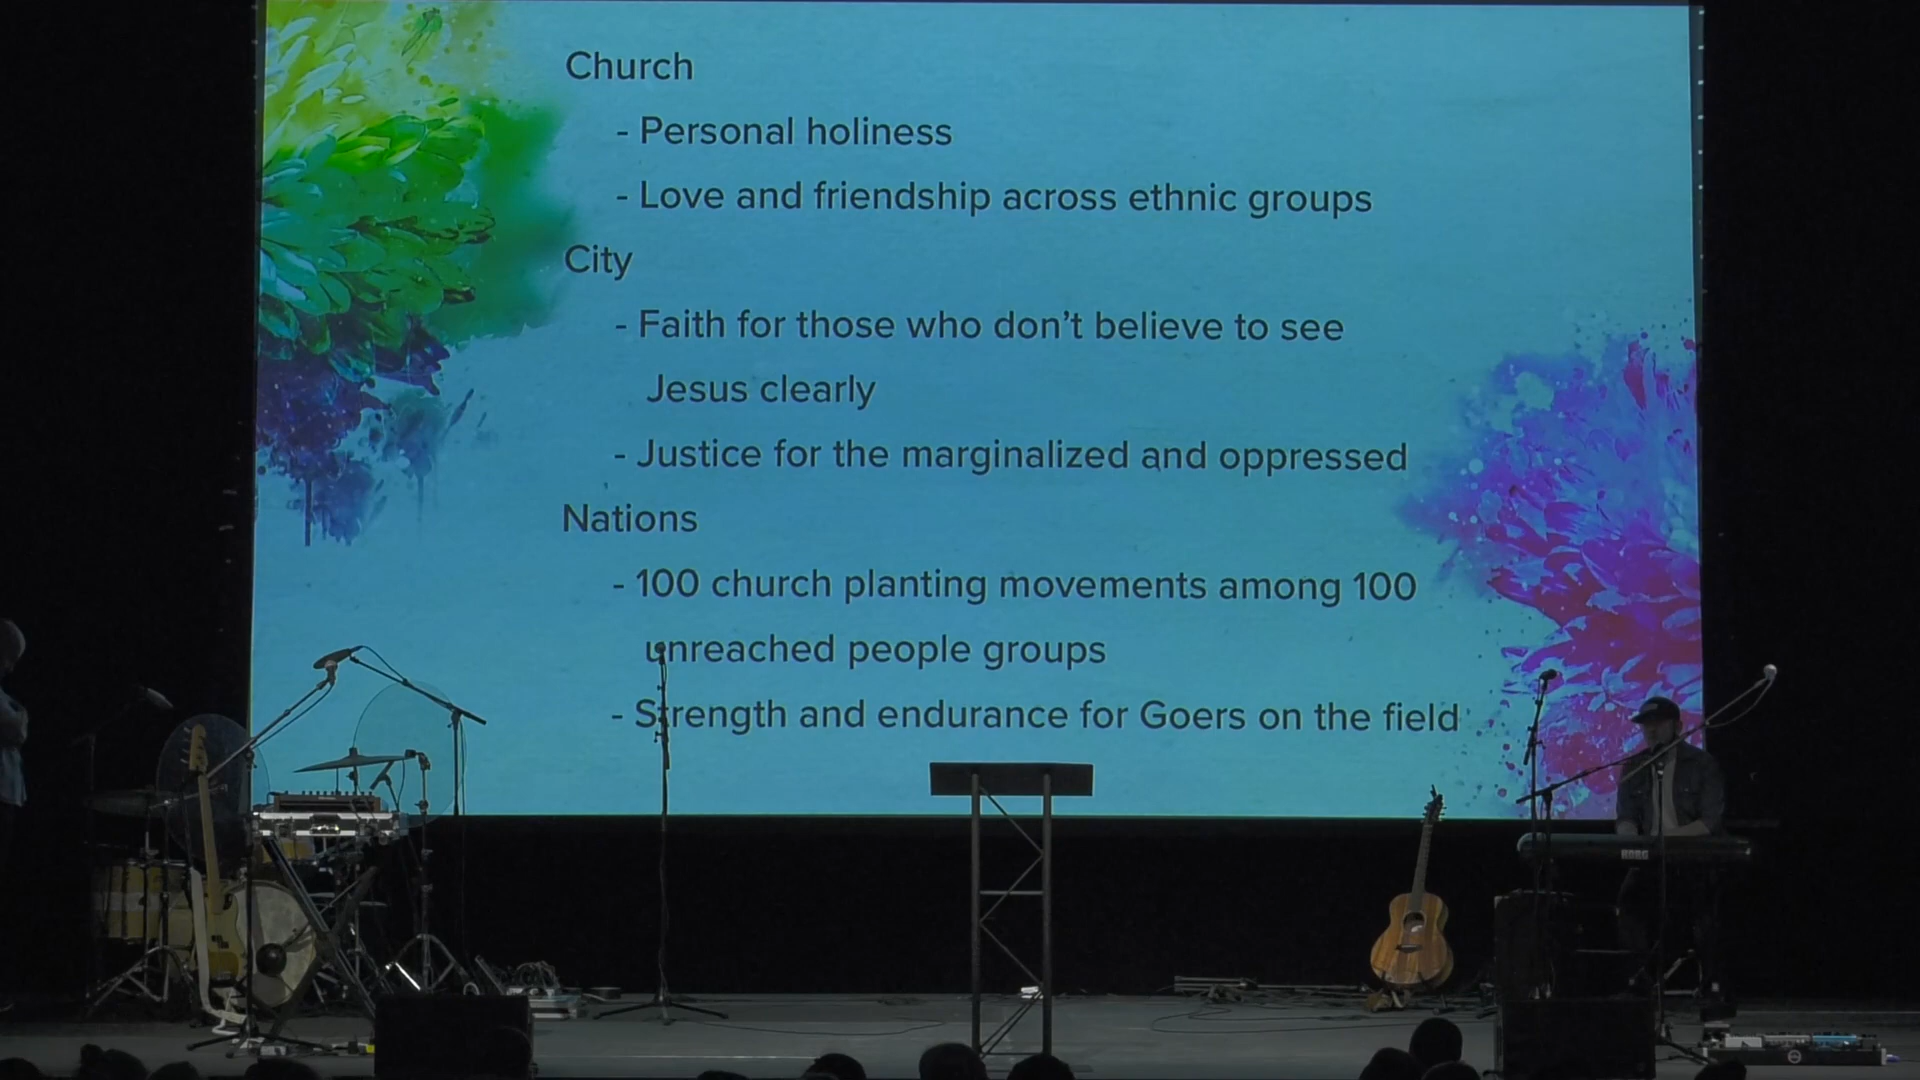 Church
- Personal holiness
- Love and friendship across ethnic groups
City
- Faith for those who don't believe to see
Jesus clearly
- Justice for the marginalized and oppressed
Nations
- 100 church planting movements among 100
unreached people groups
- Strength and endurance for Goers on the field
KORG